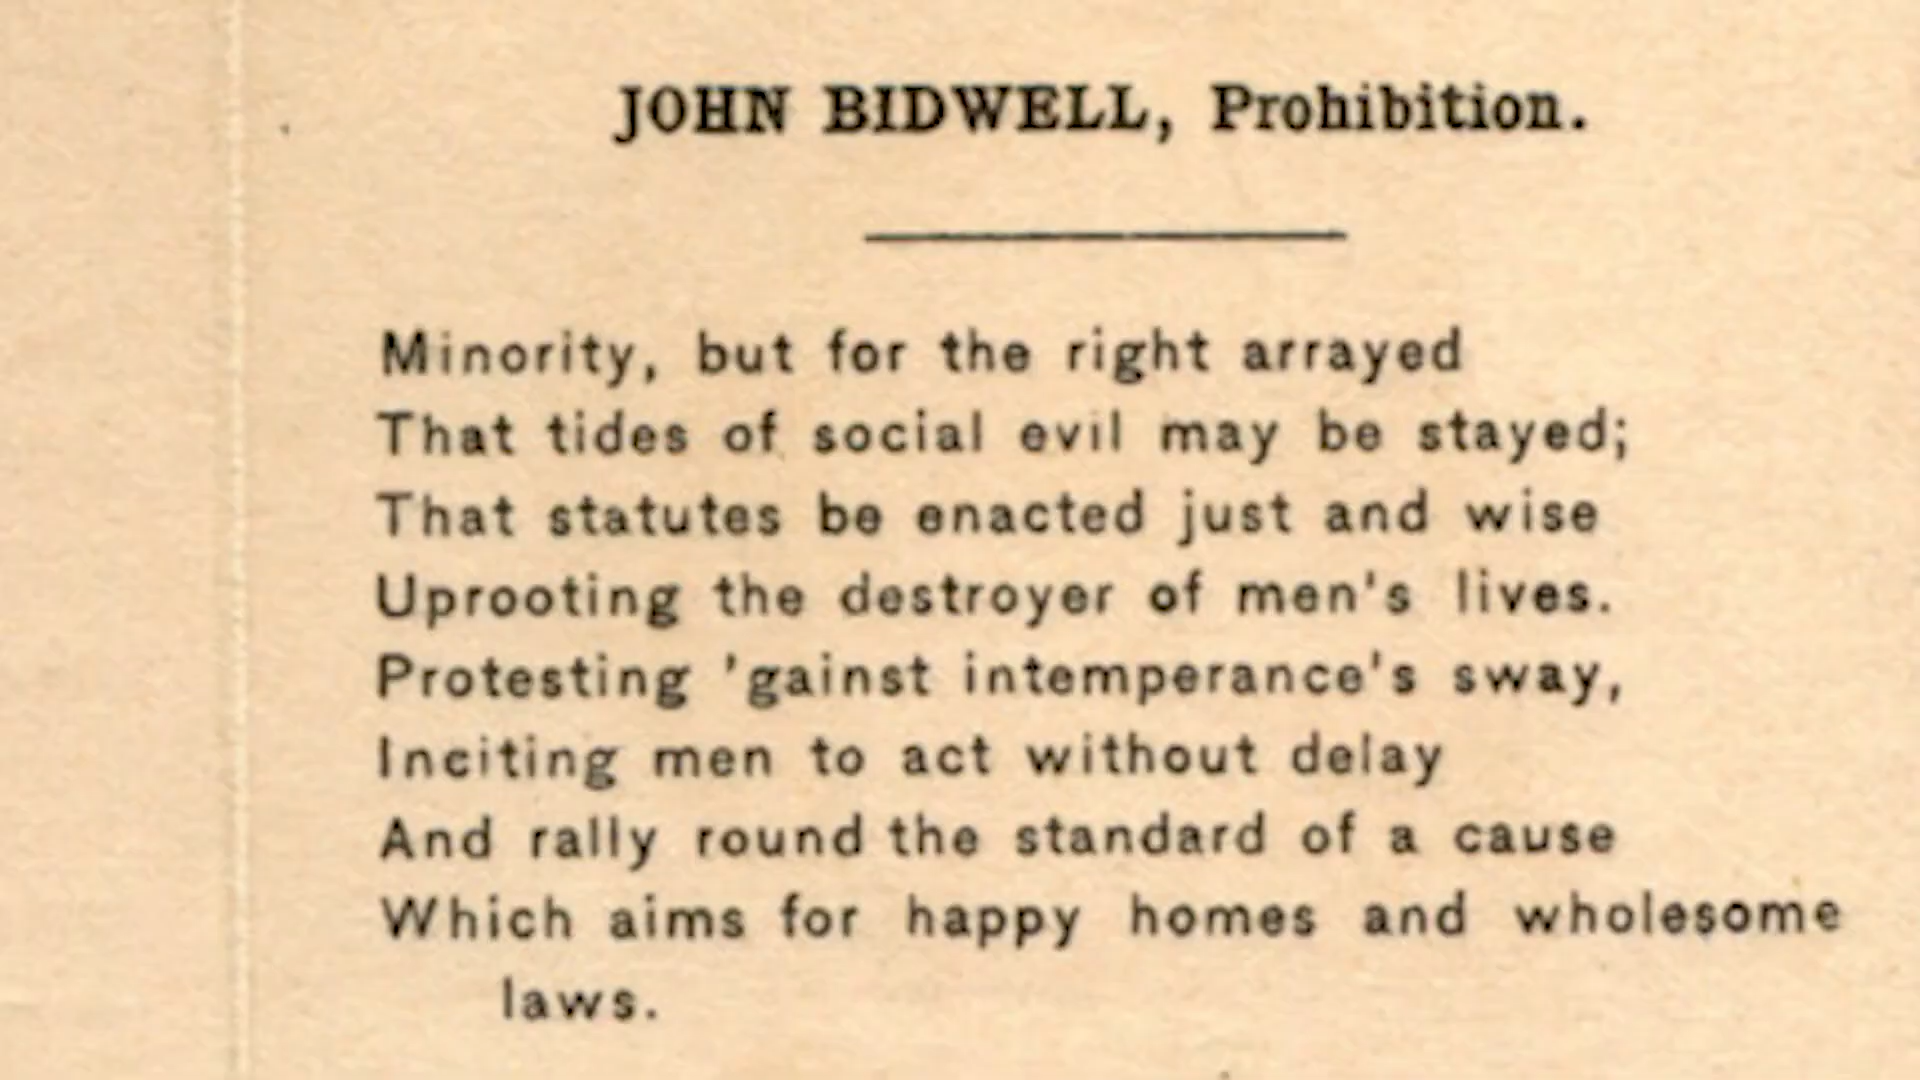 JOHN BIDWELL, Prohibition.
Minority, but for the right arrayed
That tides of social evil may be stayed;
That statutes be enacted just and wise
Uprooting the destroyer of men's lives.
Protesting 'gainst intemperance's sway,
Inciting men to act without delay
And rally round the standard of a cause
Which aims for happy homes and wholesome
laws.